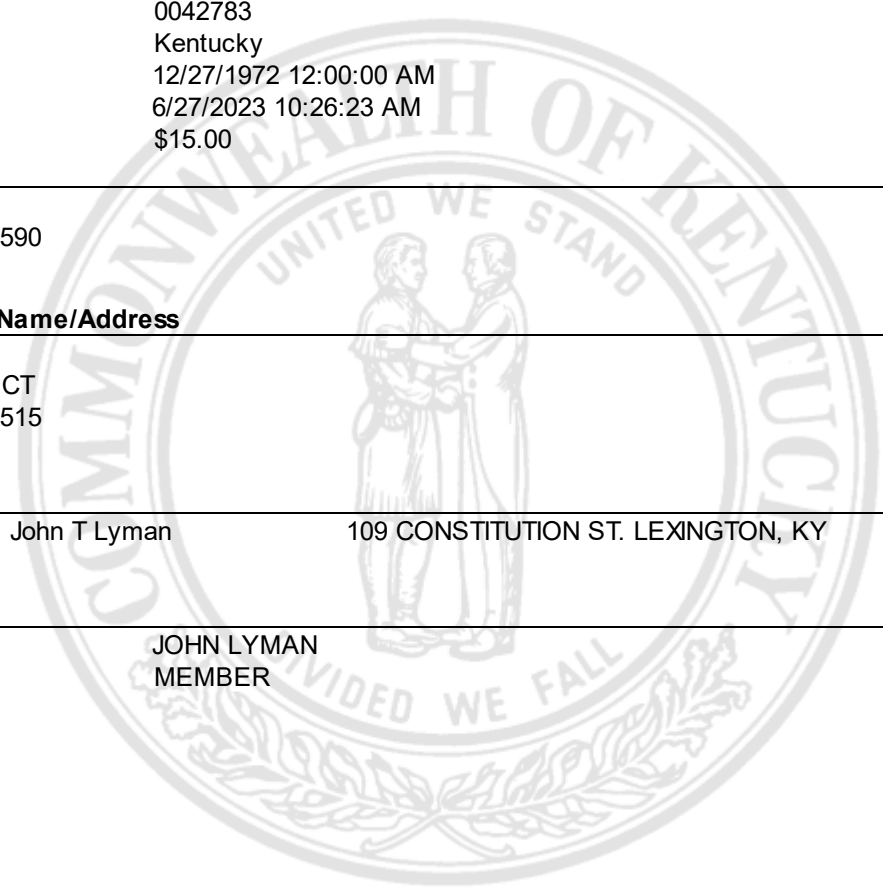 0042783
Kentucky
12/27/1972 12:00:00 AM
6/27/2023 10:26:23 AM
$15.00
590
Name/Address
CT
515
John T Lyman 109 CONSTITUTION ST. LEXINGTON, KY
JOHN LYMAN
MEMBER
COMMONWEALTH OF KENTUCKY
UNITED WE STAND
DIVIDED WE FALL